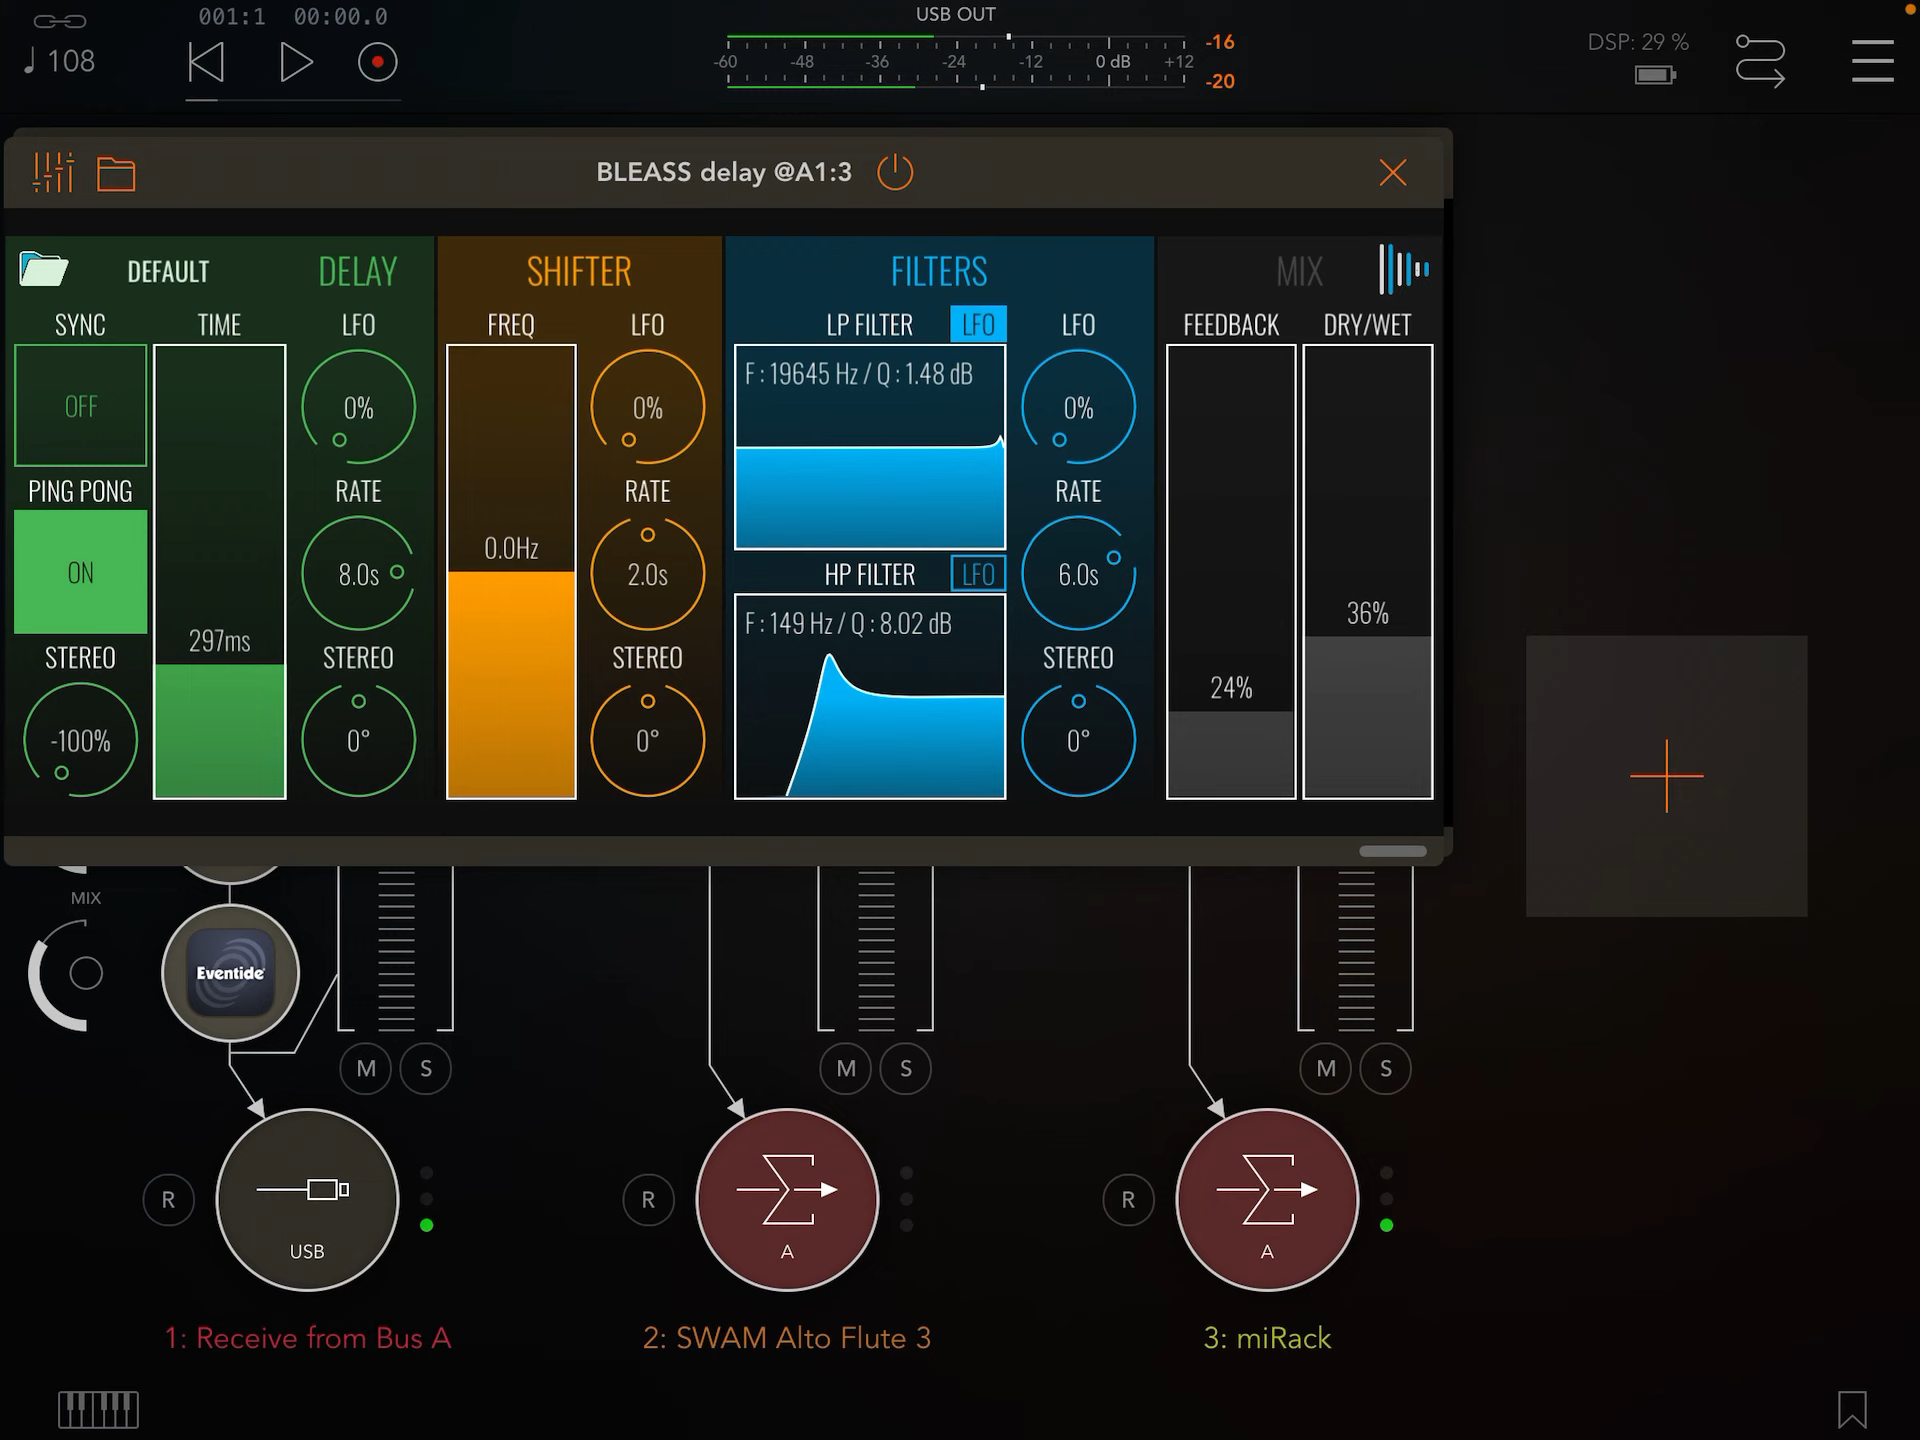 001:1 00:00.0
108
USB OUT
-60 -48 -36 -24 -12 0 dB +12
-16
-20
DSP: 29 %
BLEASS delay @A1:3
DEFAULT DELAY
SYNC TIME LFO
OFF
0%
PING PONG
ON
RATE
8.0s
297ms
STEREO STEREO
-100%
0°
SHIFTER
FREQ LFO
0%
0.0Hz
RATE
2.0s
STEREO
0°
FILTERS
LP FILTER LFO LFO
F : 19645 Hz / Q : 1.48 dB
0%
RATE
HP FILTER LFO
6.0s
F : 149 Hz / Q : 8.02 dB
STEREO
0°
MIX
FEEDBACK DRY/WET
36%
24%
MIX
Eventide
M S M S M S
R R R
USB A A
1: Receive from Bus A 2: SWAM Alto Flute 3 3: miRack